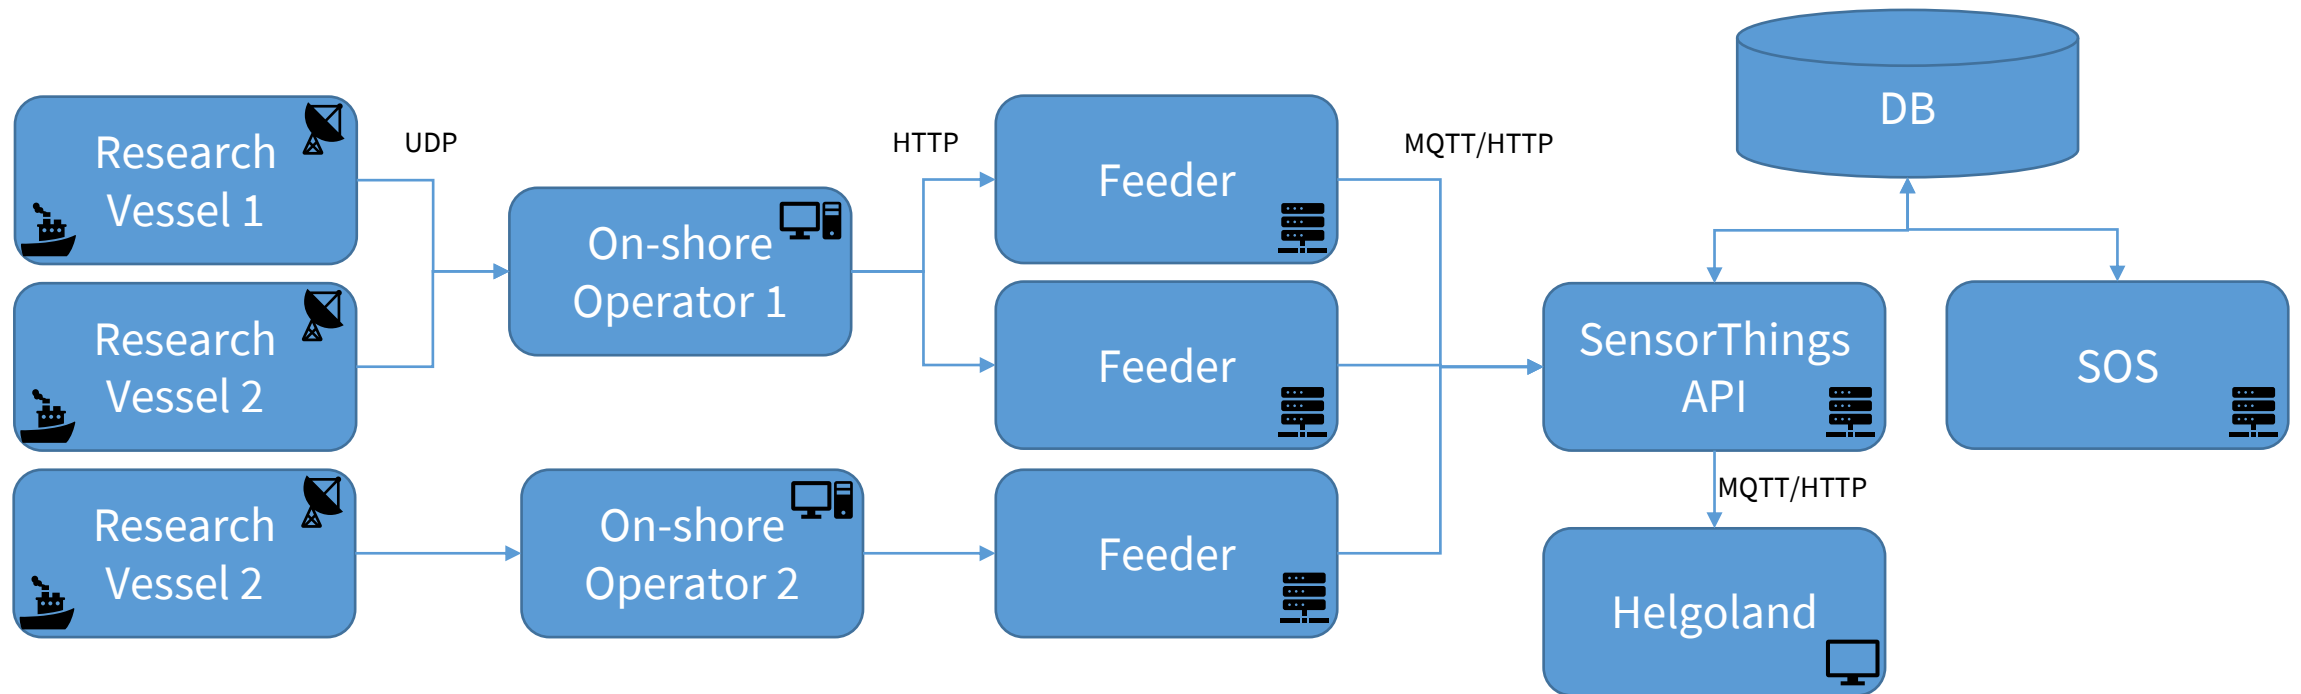 Research
Vessel 1
UDP
Research
Vessel 2
Research
Vessel 2
On-shore
Operator 1
On-shore
Operator 2
HTTP
Feeder
Feeder
Feeder
MQTT/HTTP
DB
SensorThings
API
SOS
MQTT/HTTP
Helgoland